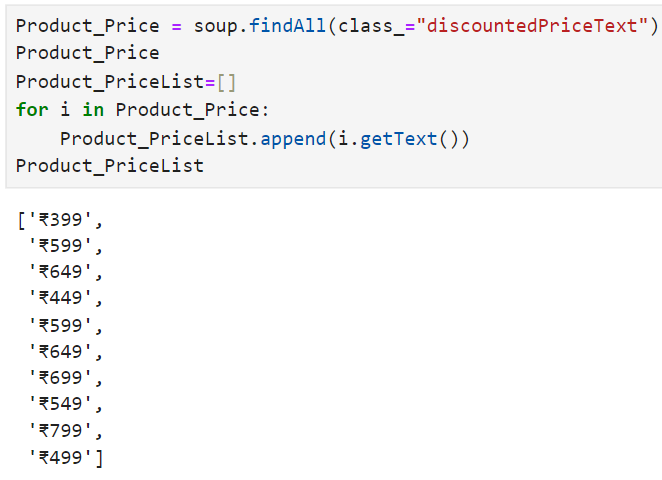 Product_Price = soup.findAll(class_="discountedPriceText")
Product_Price
Product_PriceList=[]
for i in Product_Price:
    Product_PriceList.append(i.getText())
Product_PriceList
['₹399',
 '₹599',
 '₹649',
 '₹449',
 '₹599',
 '₹649',
 '₹699',
 '₹549',
 '₹799',
 '₹499']